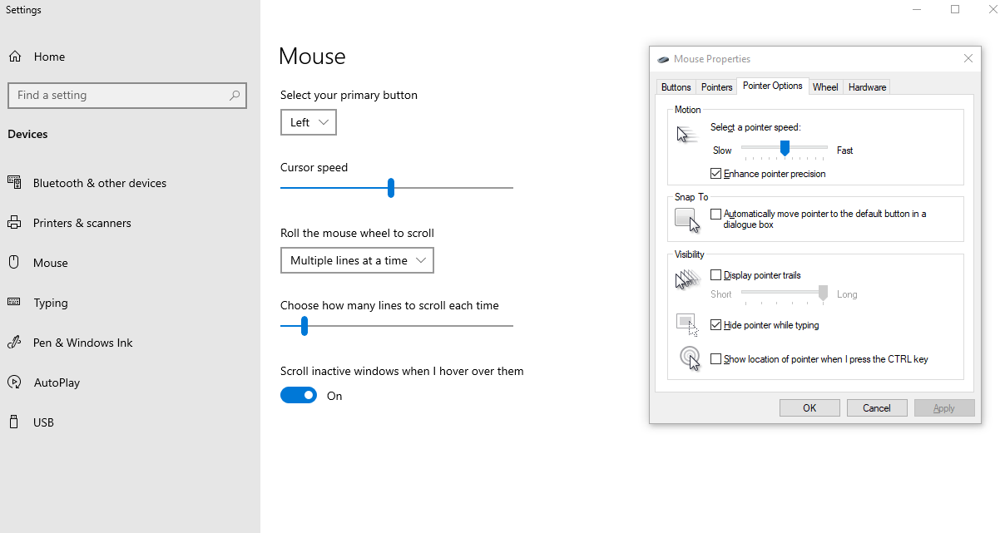 Settings
Home
Find a setting
Devices
Bluetooth & other devices
Printers & scanners
Mouse
Typing
Pen & Windows Ink
AutoPlay
USB
Mouse
Select your primary button
Left
Cursor speed
Roll the mouse wheel to scroll
Multiple lines at a time
Choose how many lines to scroll each time
Scroll inactive windows when I hover over them
On
Mouse Properties
Buttons Pointers Pointer Options Wheel Hardware
Motion
Select a pointer speed:
Slow Fast
Enhance pointer precision
Snap To
Automatically move pointer to the default button in a
dialogue box
Visibility
Display pointer trails
Short Long
Hide pointer while typing
Show location of pointer when I press the CTRL key
OK Cancel Apply